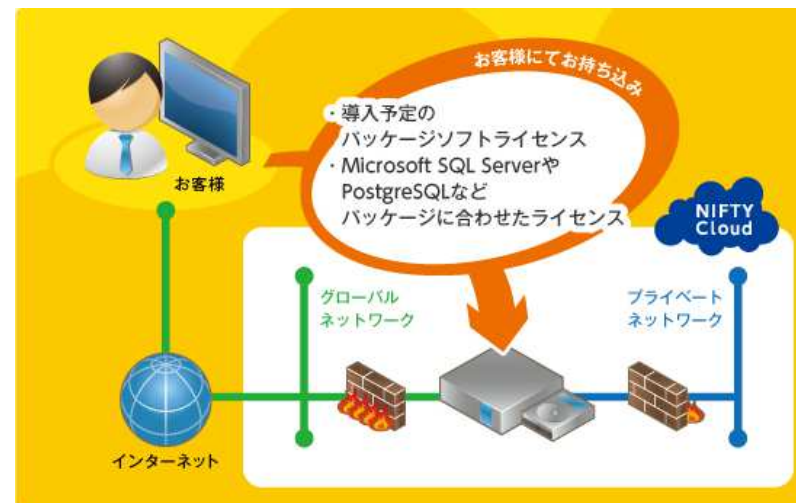 お客様にてお持ち込み
・導入予定の
パッケージソフトライセンス
・Microsoft SQL Serverや
PostgreSQLなど
パッケージに合わせたライセンス
お客様
NIFTY
Cloud
グローバル
ネットワーク
プライベート
ネットワーク
インターネット